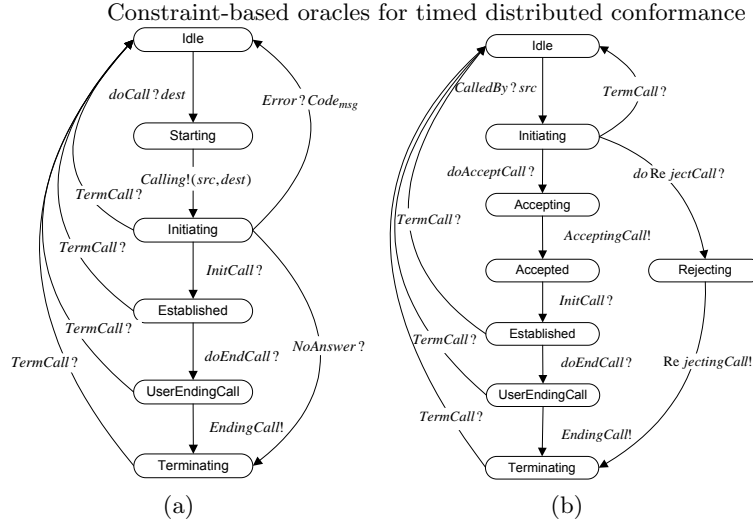 Constraint-based oracles for timed distributed conformance
Idle
doCall?dest
Error?Code_msg
Starting
Calling!(src,dest)
TermCall?
Initiating
TermCall?
InitCall?
Established
TermCall?
NoAnswer?
TermCall?
doEndCall?
UserEndingCall
EndingCall!
Terminating
(a)
Idle
CalledBy?src
TermCall?
Initiating
doAcceptCall?
doRejectCall?
Accepting
TermCall?
AcceptingCall!
Accepted
Rejecting
InitCall?
Established
TermCall?
doEndCall?
RejectingCall!
UserEndingCall
TermCall?
EndingCall!
Terminating
(b)